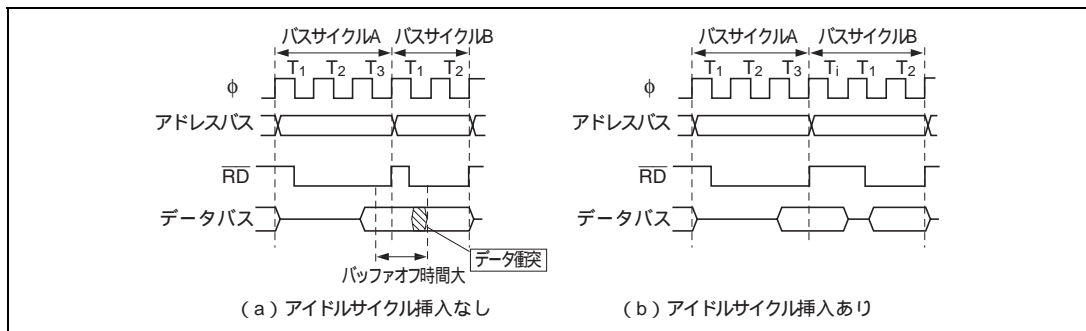 バスサイクルA バスサイクルB
T1 T2 T3 T1 T2
φ
アドレスバス
RD
データバス
データ衝突
バッファオフ時間大
(a)アイドルサイクル挿入なし
バスサイクルA バスサイクルB
T1 T2 T3 Ti T1 T2
φ
アドレスバス
RD
データバス
(b)アイドルサイクル挿入あり